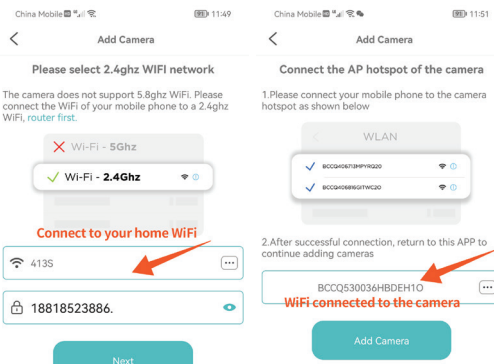 China Mobile HD 11:49
Add Camera
Please select 2.4ghz WIFI network
The camera does not support 5.8ghz WiFi. Please
connect the WiFi of your mobile phone to a 2.4ghz
WiFi, router first.
Wi-Fi - 5Ghz
Wi-Fi - 2.4Ghz
Connect to your home WiFi
413S
18818523886.
Next
China Mobile HD 11:51
Add Camera
Connect the AP hotspot of the camera
1.Please connect your mobile phone to the camera
hotspot as shown below
WLAN
BCCQ406713MPYRQ20
BCCQ406816GITWC20
2.After successful connection, return to this APP to
continue adding cameras
BCCQ530036HBDEH1O
WiFi connected to the camera
Add Camera